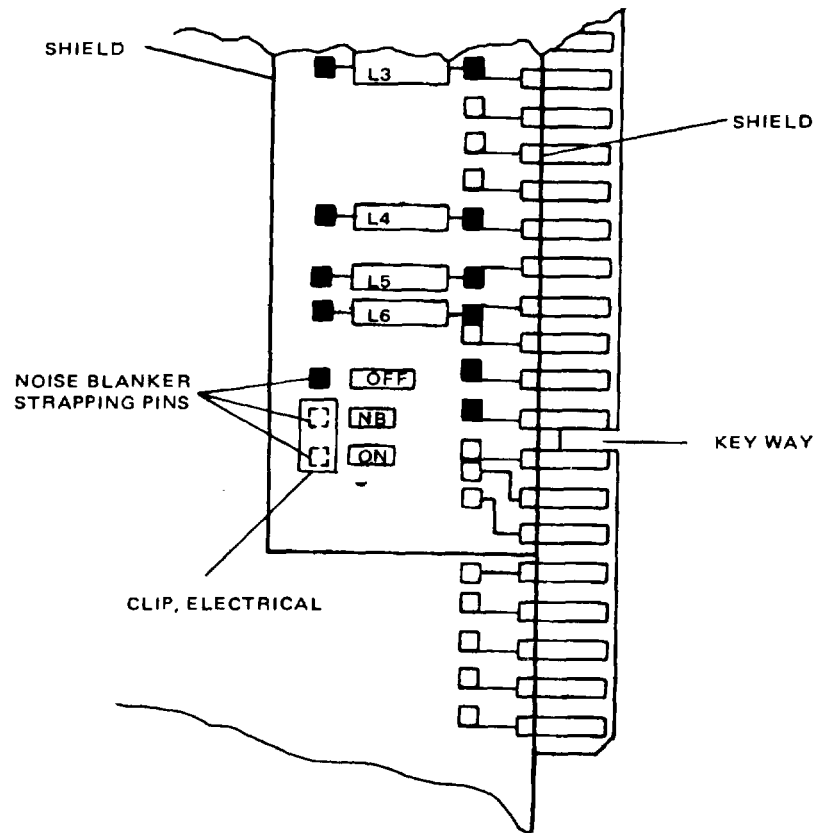 SHIELD
L3
SHIELD
L4
L5
L6
NOISE BLANKER
STRAPPING PINS
OFF
NB
ON
KEY WAY
CLIP, ELECTRICAL